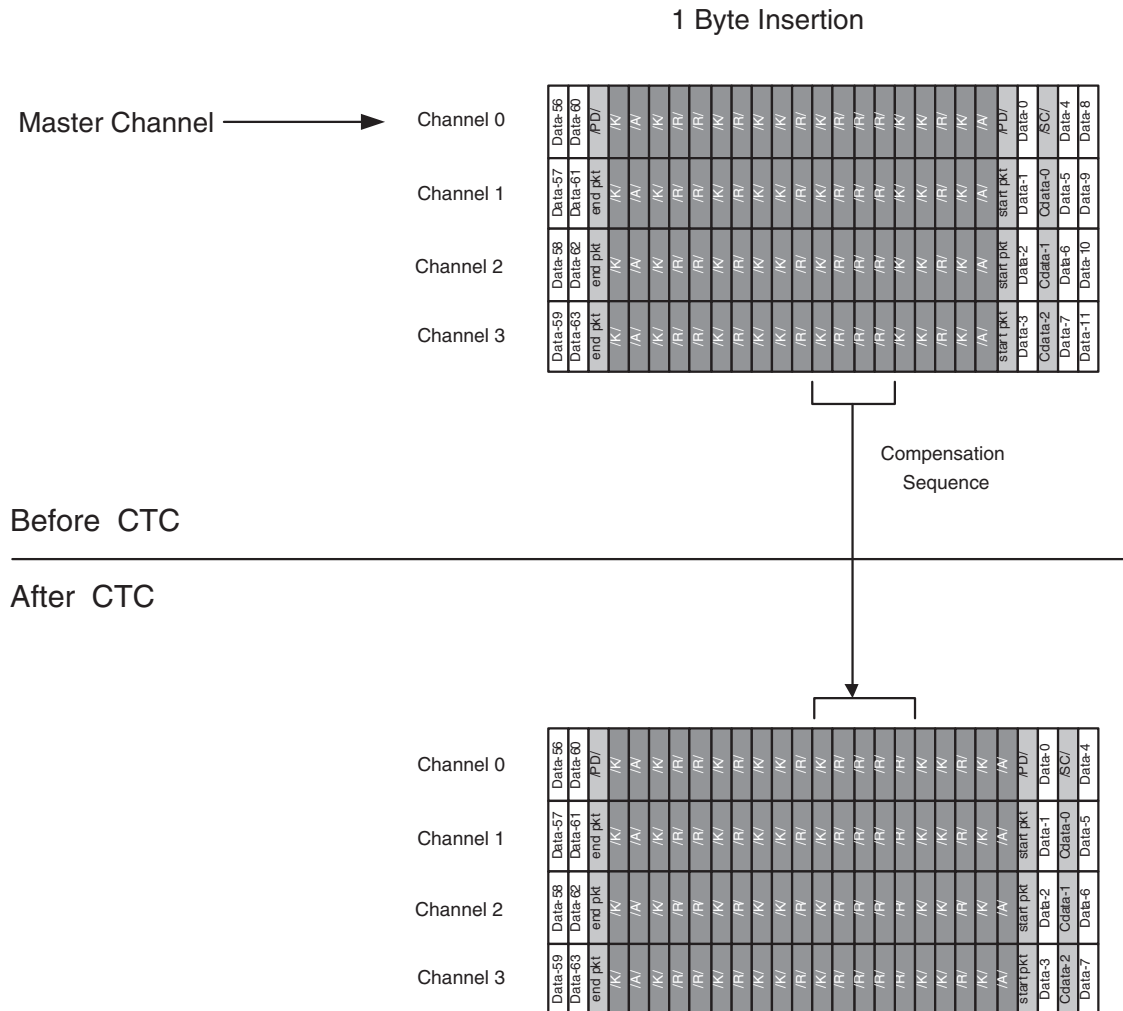 1 Byte Insertion
Master Channel
Channel 0
Data-56 Data-60 /PD/ /K/ /A/ /K/ /R/ /R/ /K/ /R/ /K/ /K/ /R/ /K/ /R/ /R/ /R/ /K/ /K/ /R/ /K/ /A/ /PD/ Data-0 /SC/ Data-4 Data-8
Channel 1
Data-57 Data-61 end pkt /K/ /A/ /K/ /R/ /R/ /K/ /R/ /K/ /K/ /R/ /K/ /R/ /R/ /R/ /K/ /K/ /R/ /K/ /A/ start pkt Data-1 Cdata-0 Data-5 Data-9
Channel 2
Data-58 Data-62 end pkt /K/ /A/ /K/ /R/ /R/ /K/ /R/ /K/ /K/ /R/ /K/ /R/ /R/ /R/ /K/ /K/ /R/ /K/ /A/ start pkt Data-2 Cdata-1 Data-6 Data-10
Channel 3
Data-59 Data-63 end pkt /K/ /A/ /K/ /R/ /R/ /K/ /R/ /K/ /K/ /R/ /K/ /R/ /R/ /R/ /K/ /K/ /R/ /K/ /A/ start pkt Data-3 Cdata-2 Data-7 Data-11
Compensation
Sequence
Before CTC
After CTC
Channel 0
Data-56 Data-60 /PD/ /K/ /A/ /K/ /R/ /R/ /K/ /R/ /K/ /K/ /R/ /K/ /R/ /R/ /R/ /R/ /K/ /K/ /R/ /K/ /A/ /PD/ Data-0 /SC/ Data-4
Channel 1
Data-57 Data-61 end pkt /K/ /A/ /K/ /R/ /R/ /K/ /R/ /K/ /K/ /R/ /K/ /R/ /R/ /R/ /R/ /K/ /K/ /R/ /K/ /A/ start pkt Data-1 Cdata-0 Data-5
Channel 2
Data-58 Data-62 end pkt /K/ /A/ /K/ /R/ /R/ /K/ /R/ /K/ /K/ /R/ /K/ /R/ /R/ /R/ /R/ /K/ /K/ /R/ /K/ /A/ start pkt Data-2 Cdata-1 Data-6
Channel 3
Data-59 Data-63 end pkt /K/ /A/ /K/ /R/ /R/ /K/ /R/ /K/ /K/ /R/ /K/ /R/ /R/ /R/ /R/ /K/ /K/ /R/ /K/ /A/ start pkt Data-3 Cdata-2 Data-7